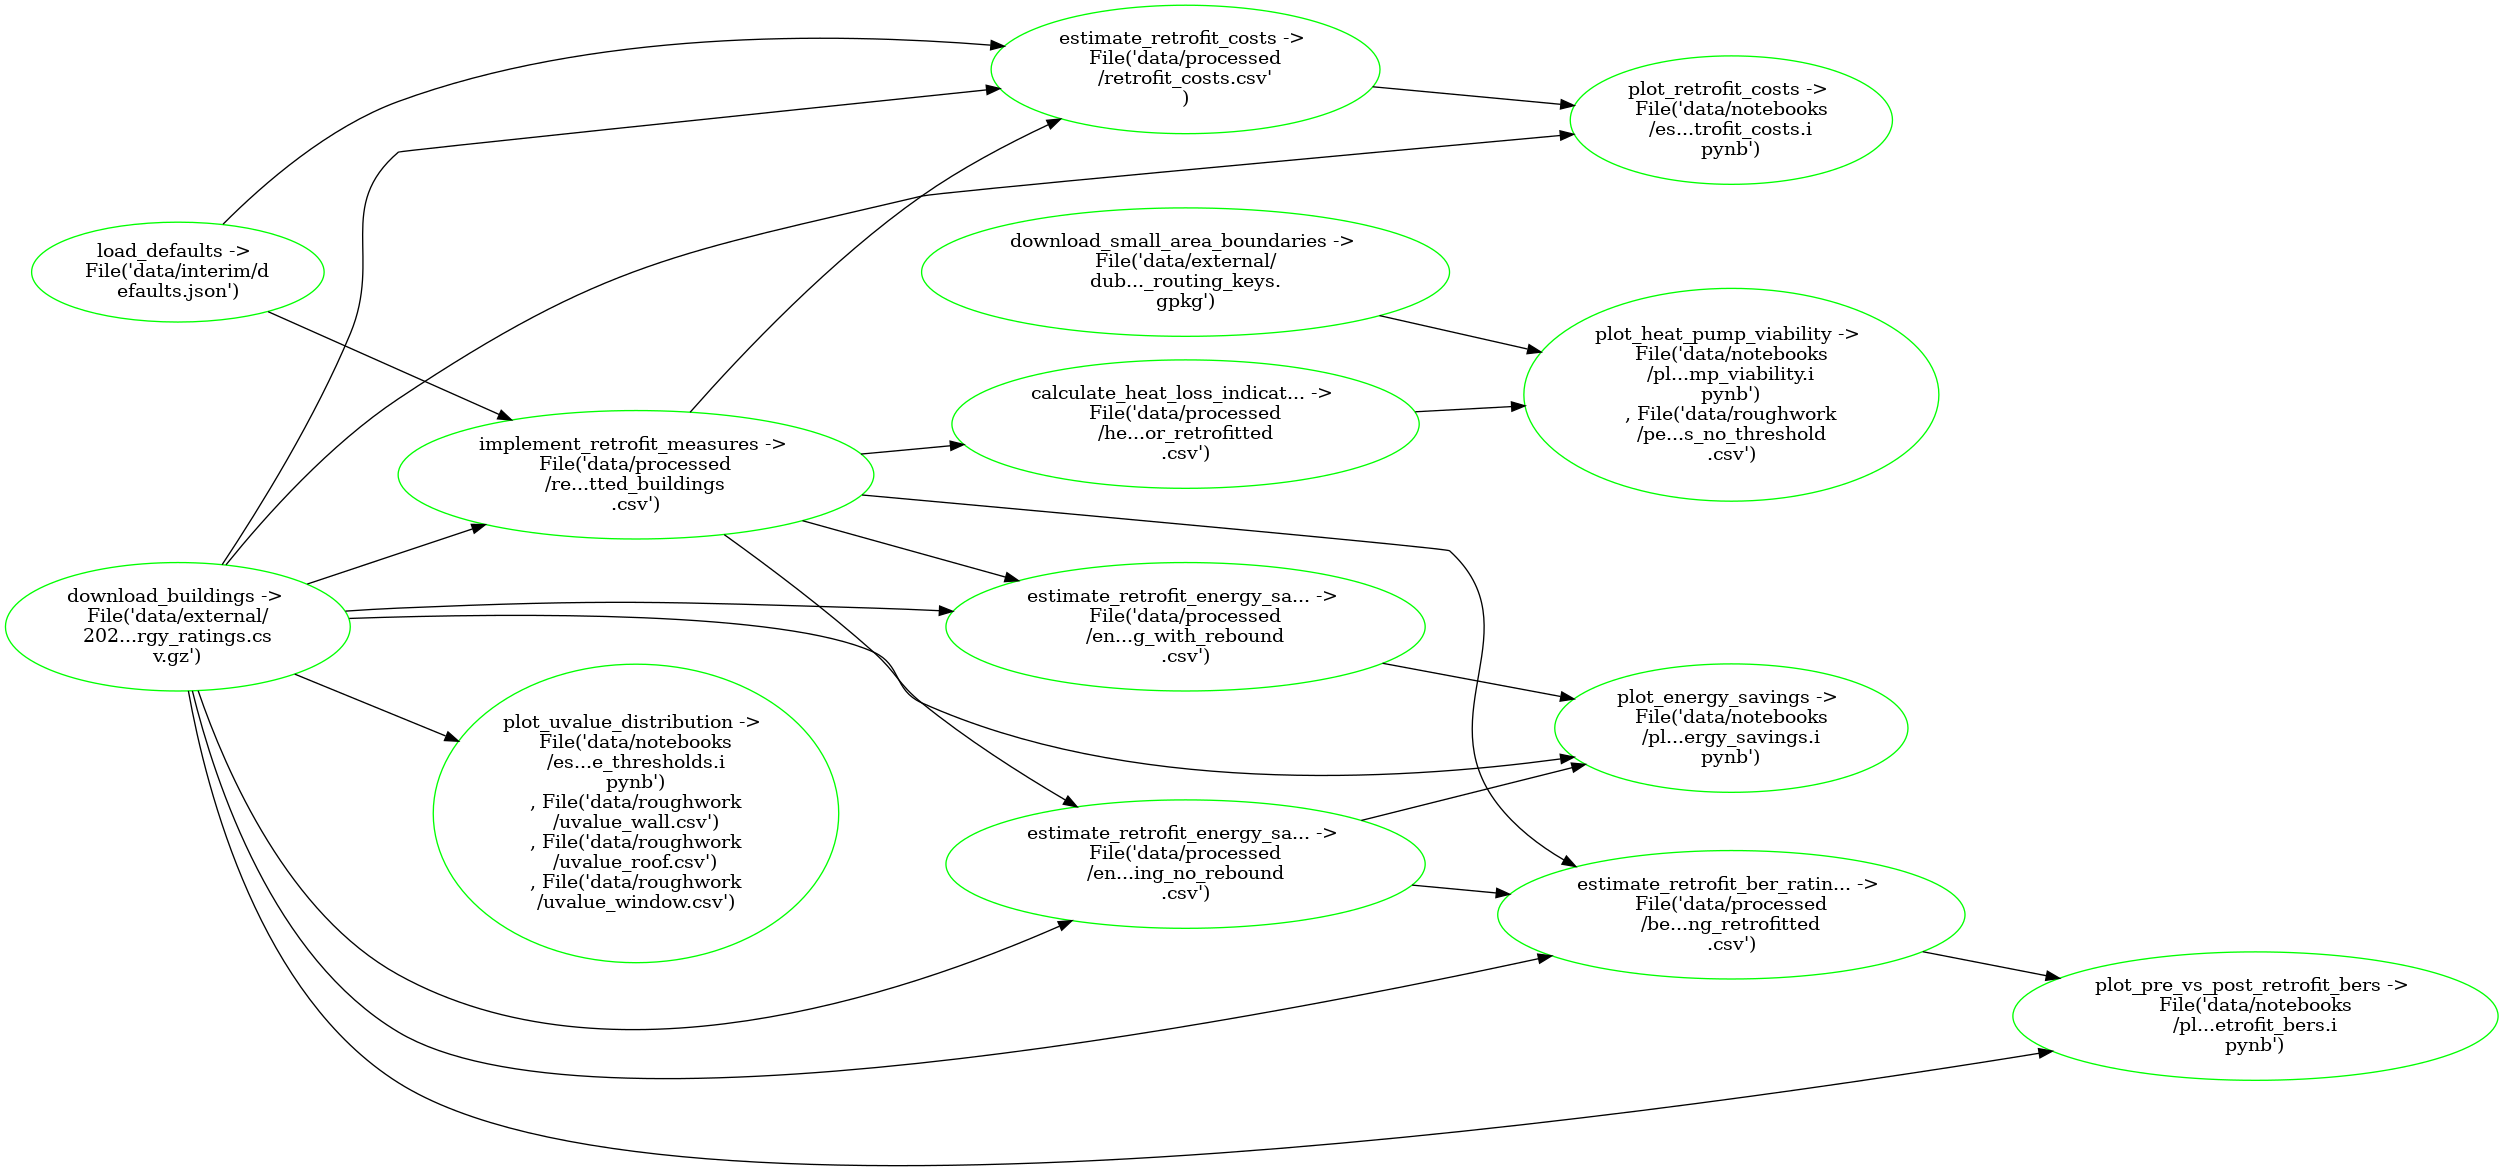 estimate_retrofit_costs ->
File('data/processed
/retrofit_costs.csv'
)
plot_retrofit_costs ->
File('data/notebooks
/es...trofit_costs.i
pynb')
load_defaults ->
File('data/interim/d
efaults.json')
download_small_area_boundaries ->
File('data/external/
dub..._routing_keys.
gpkg')
plot_heat_pump_viability ->
File('data/notebooks
/pl...mp_viability.i
pynb')
, File('data/roughwork
/pe...s_no_threshold
.csv')
calculate_heat_loss_indicat... ->
File('data/processed
/he...or_retrofitted
.csv')
implement_retrofit_measures ->
File('data/processed
/re...tted_buildings
.csv')
download_buildings ->
File('data/external/
202...rgy_ratings.cs
v.gz')
estimate_retrofit_energy_sa... ->
File('data/processed
/en...g_with_rebound
.csv')
plot_uvalue_distribution ->
File('data/notebooks
/es...e_thresholds.i
pynb')
, File('data/roughwork
/uvalue_wall.csv')
, File('data/roughwork
/uvalue_roof.csv')
, File('data/roughwork
/uvalue_window.csv')
plot_energy_savings ->
File('data/notebooks
/pl...ergy_savings.i
pynb')
estimate_retrofit_energy_sa... ->
File('data/processed
/en...ing_no_rebound
.csv')
estimate_retrofit_ber_ratin... ->
File('data/processed
/be...ng_retrofitted
.csv')
plot_pre_vs_post_retrofit_bers ->
File('data/notebooks
/pl...etrofit_bers.i
pynb')